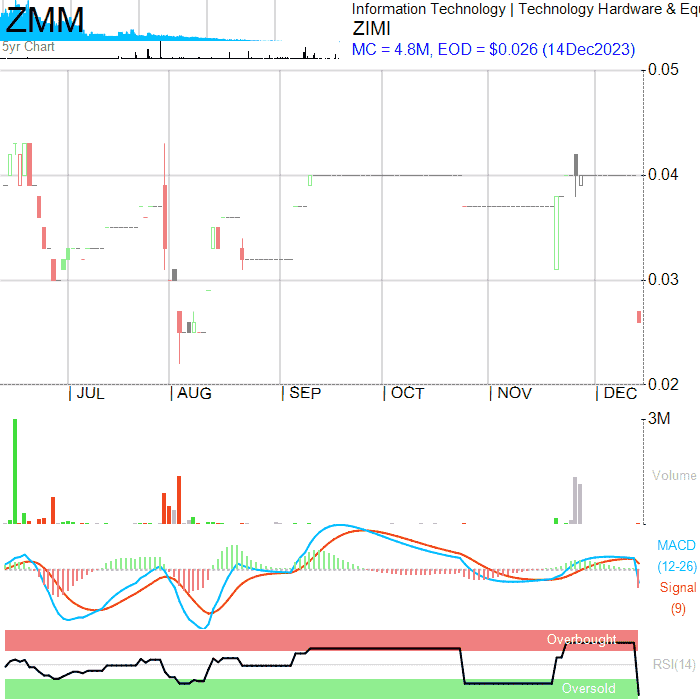 ZMM
5yr Chart
Information Technology | Technology Hardware & Equ
ZIMI
MC = 4.8M, EOD = $0.026 (14Dec2023)
0.05
0.04
0.03
0.02
JUL AUG SEP OCT NOV DEC
3M
Volume
MACD
(12-26)
Signal
(9)
Overbought
RSI(14)
Oversold